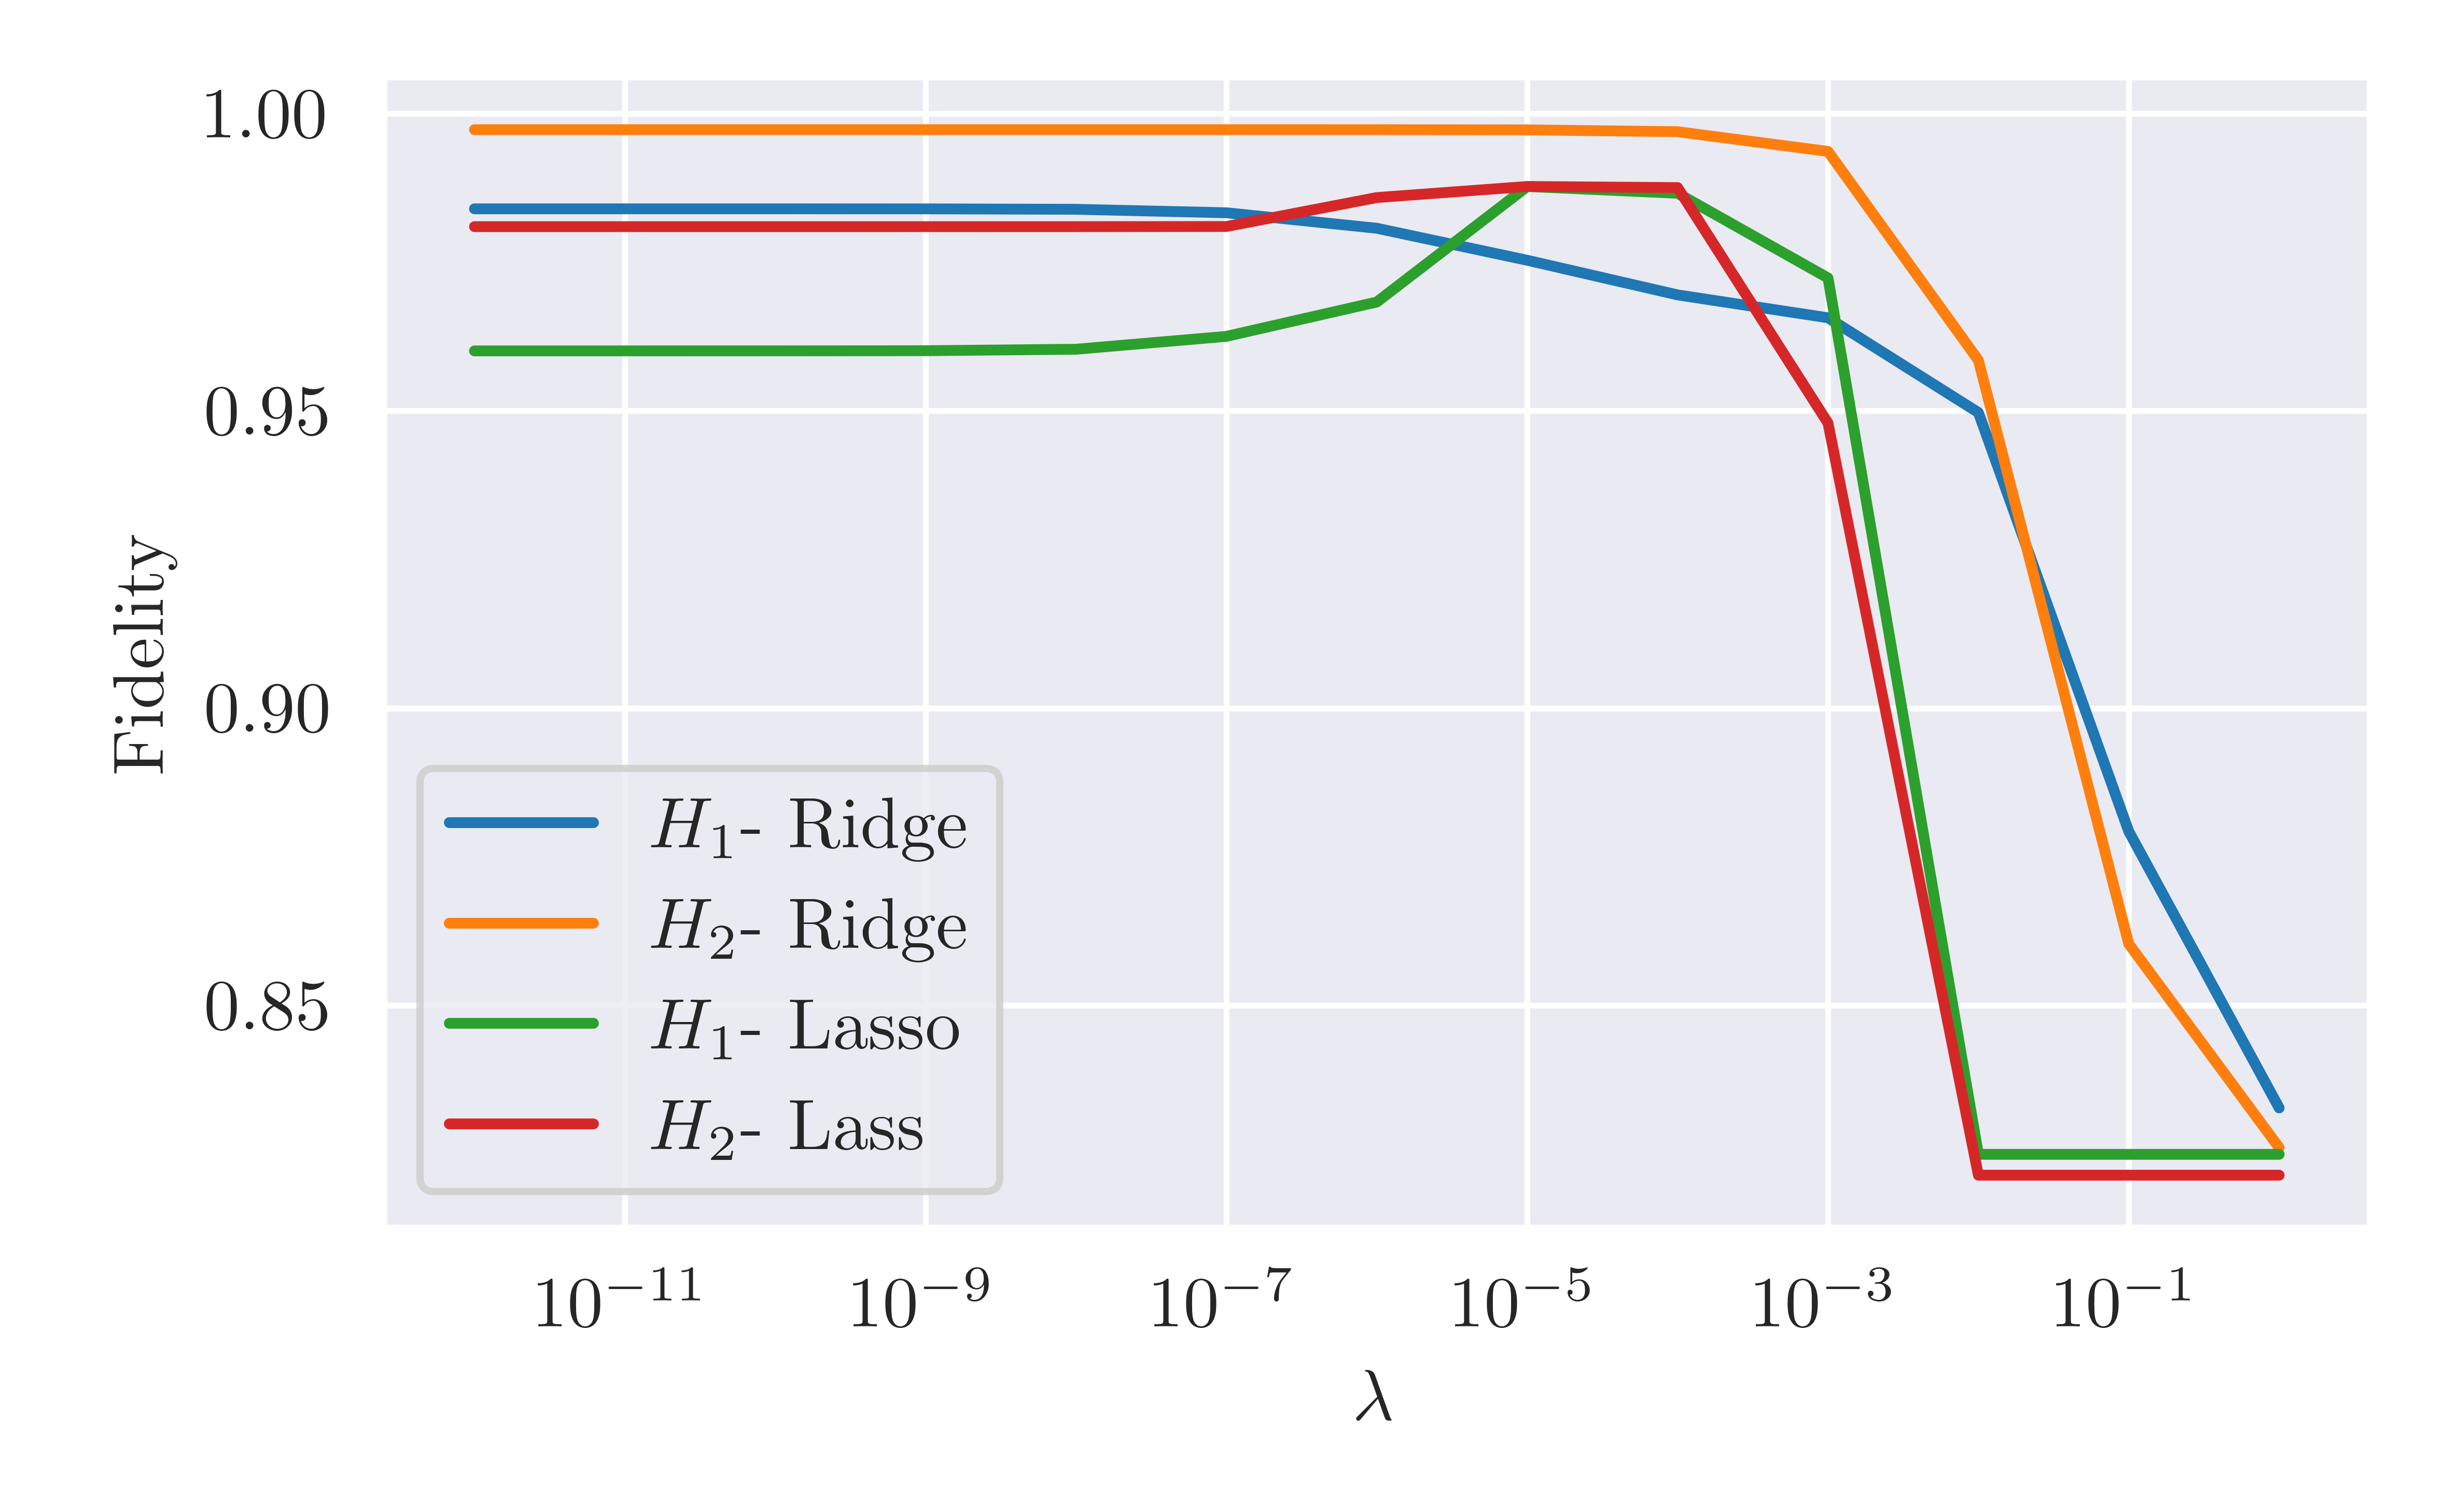 1.00
0.95
0.90
0.85
Fidelity
H₁- Ridge
H₂- Ridge
H₁- Lasso
H₂- Lass
10⁻¹¹ 10⁻⁹ 10⁻⁷ 10⁻⁵ 10⁻³ 10⁻¹
λ